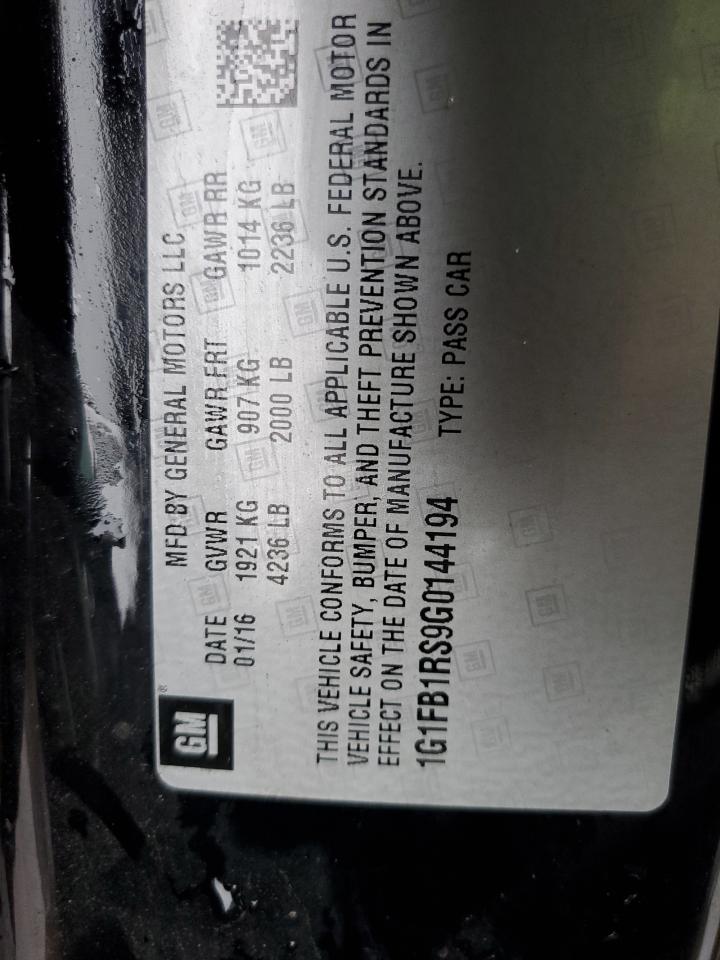 GM
MFD BY GENERAL MOTORS LLC
DATE GVWR GAWR FRT GAWR RR
01/16 1921 KG 907 KG 1014 KG
4236 LB 2000 LB 2236 LB
THIS VEHICLE CONFORMS TO ALL APPLICABLE U.S. FEDERAL MOTOR
VEHICLE SAFETY, BUMPER, AND THEFT PREVENTION STANDARDS IN
EFFECT ON THE DATE OF MANUFACTURE SHOWN ABOVE.
1G1FB1RS9G0144194 TYPE: PASS CAR